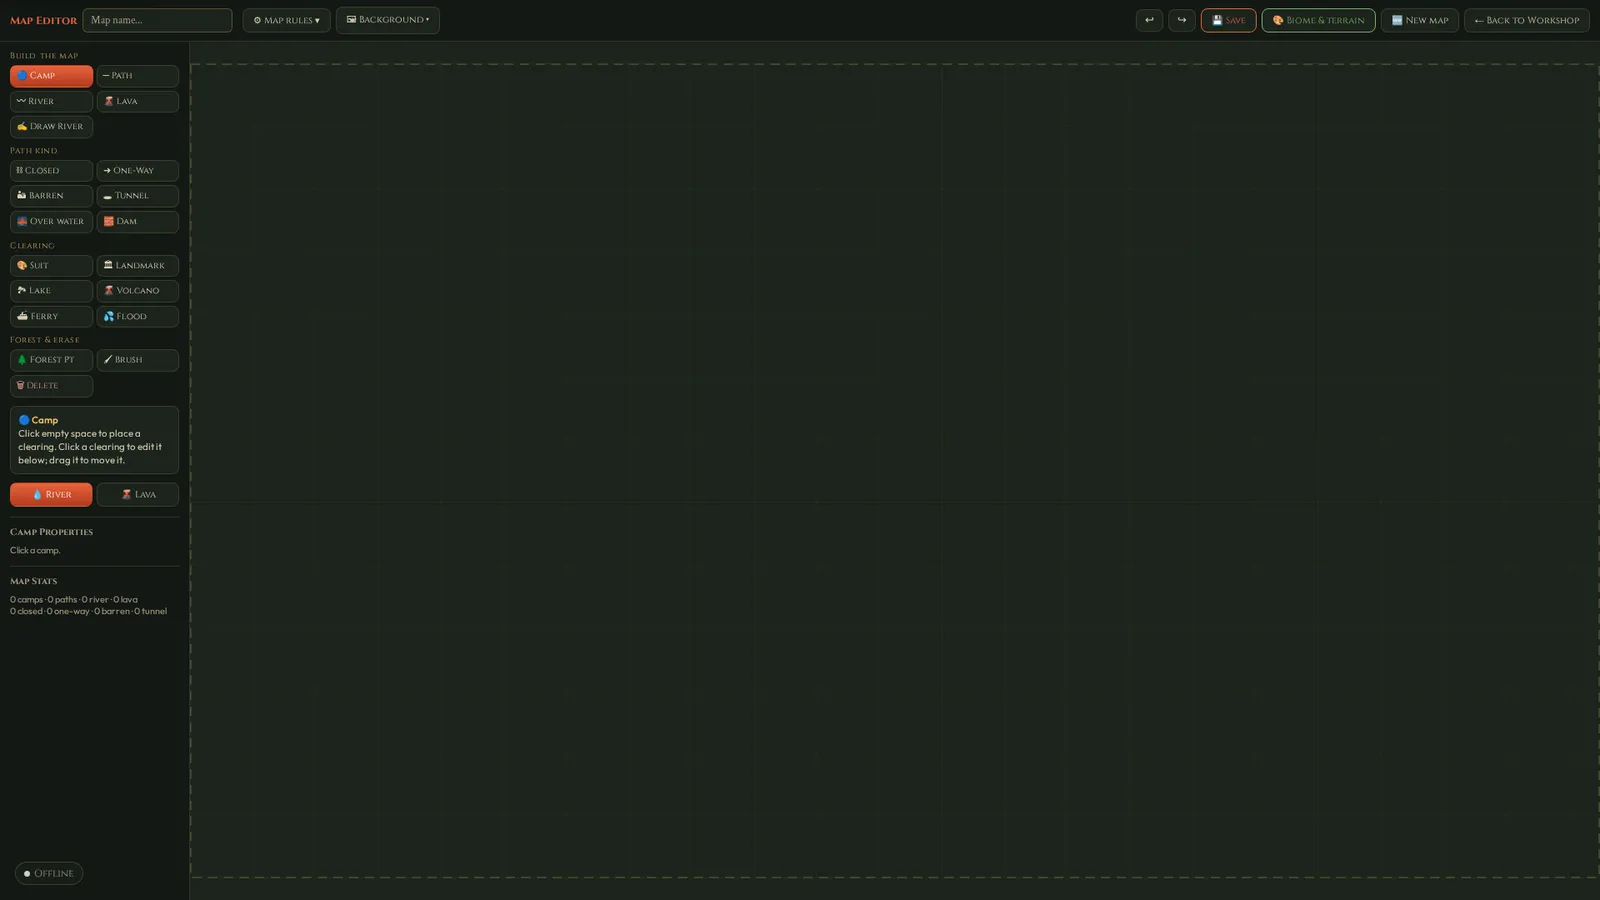 Map Editor
Map name...
⚙ Map rules ▾
🖼 Background ▾
↩
↪
💾 Save
🎨 Biome & terrain
🆕 New map
← Back to Workshop
Build the map
🔵 Camp
— Path
〰 River
🌋 Lava
✍ Draw River
Path kind
⛓ Closed
➜ One-Way
🏜 Barren
🕳 Tunnel
🌉 Over water
🧱 Dam
Clearing
🎨 Suit
🏛 Landmark
🏞 Lake
🌋 Volcano
⛴ Ferry
💦 Flood
Forest & erase
🌲 Forest pt
🖌 Brush
🗑 Delete
🔵 Camp
Click empty space to place a
clearing. Click a clearing to edit it
below; drag it to move it.
💧 River
🌋 Lava
Camp Properties
Click a camp.
Map Stats
0 camps · 0 paths · 0 river · 0 lava
0 closed · 0 one-way · 0 barren · 0 tunnel
● Offline